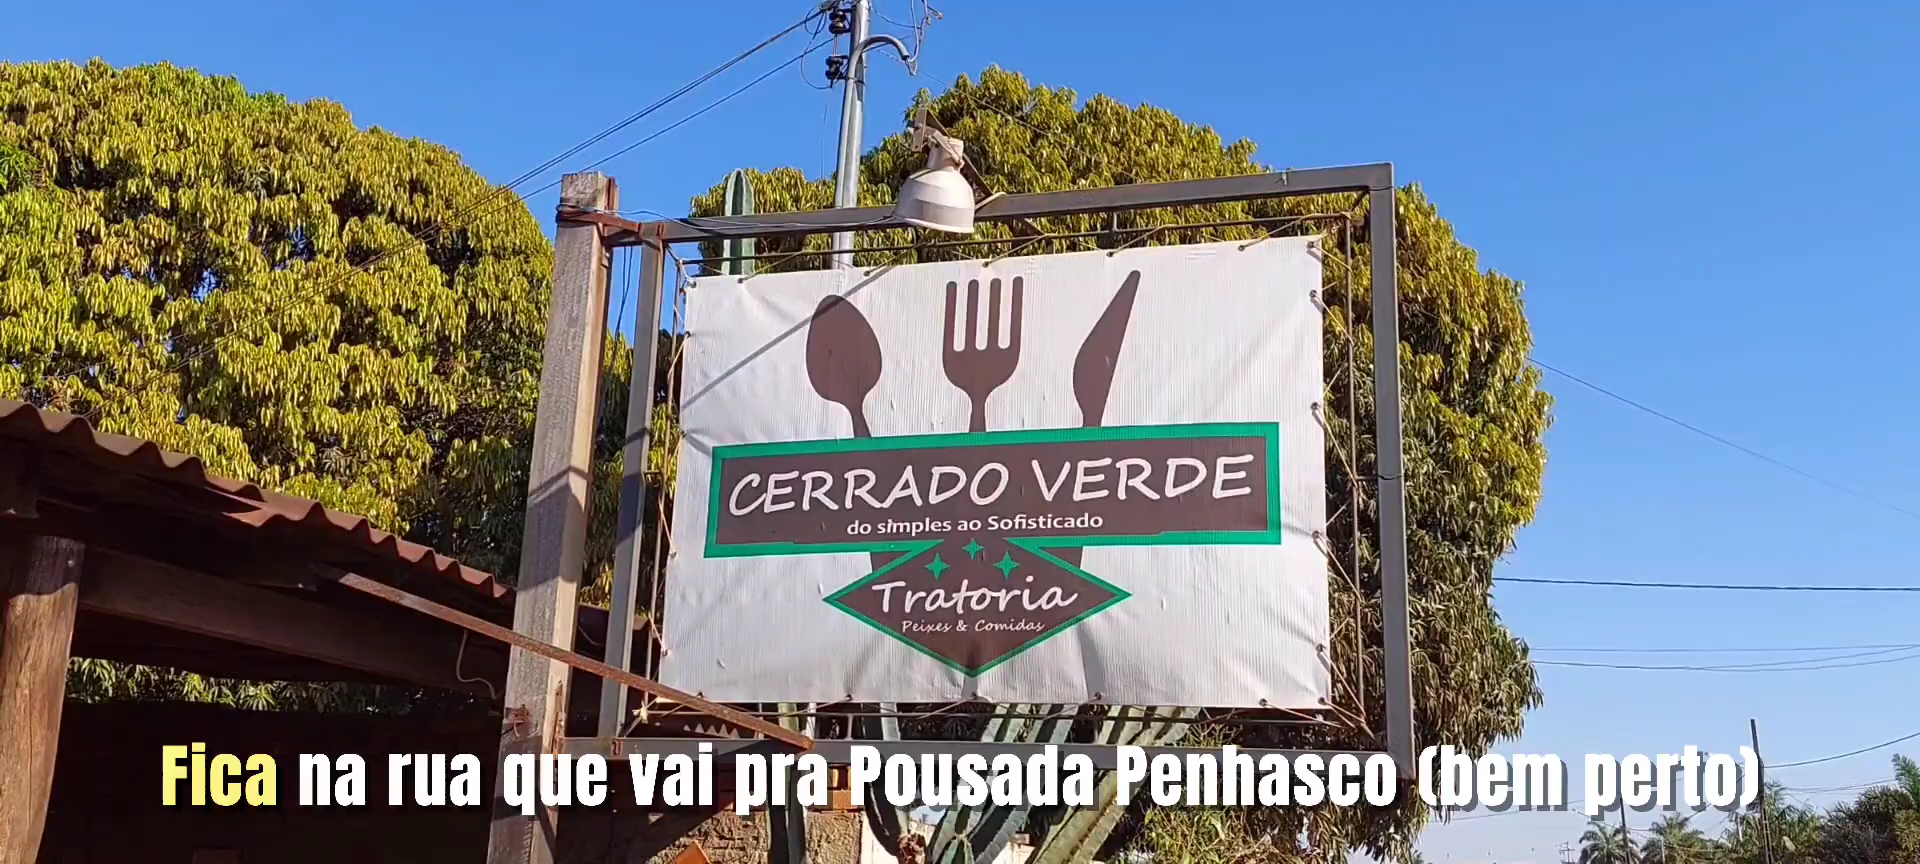 CERRADO VERDE
do simples ao Sofisticado
Tratoria
Peixes & Comidas
Fica na rua que vai pra Pousada Penhasco (bem perto)